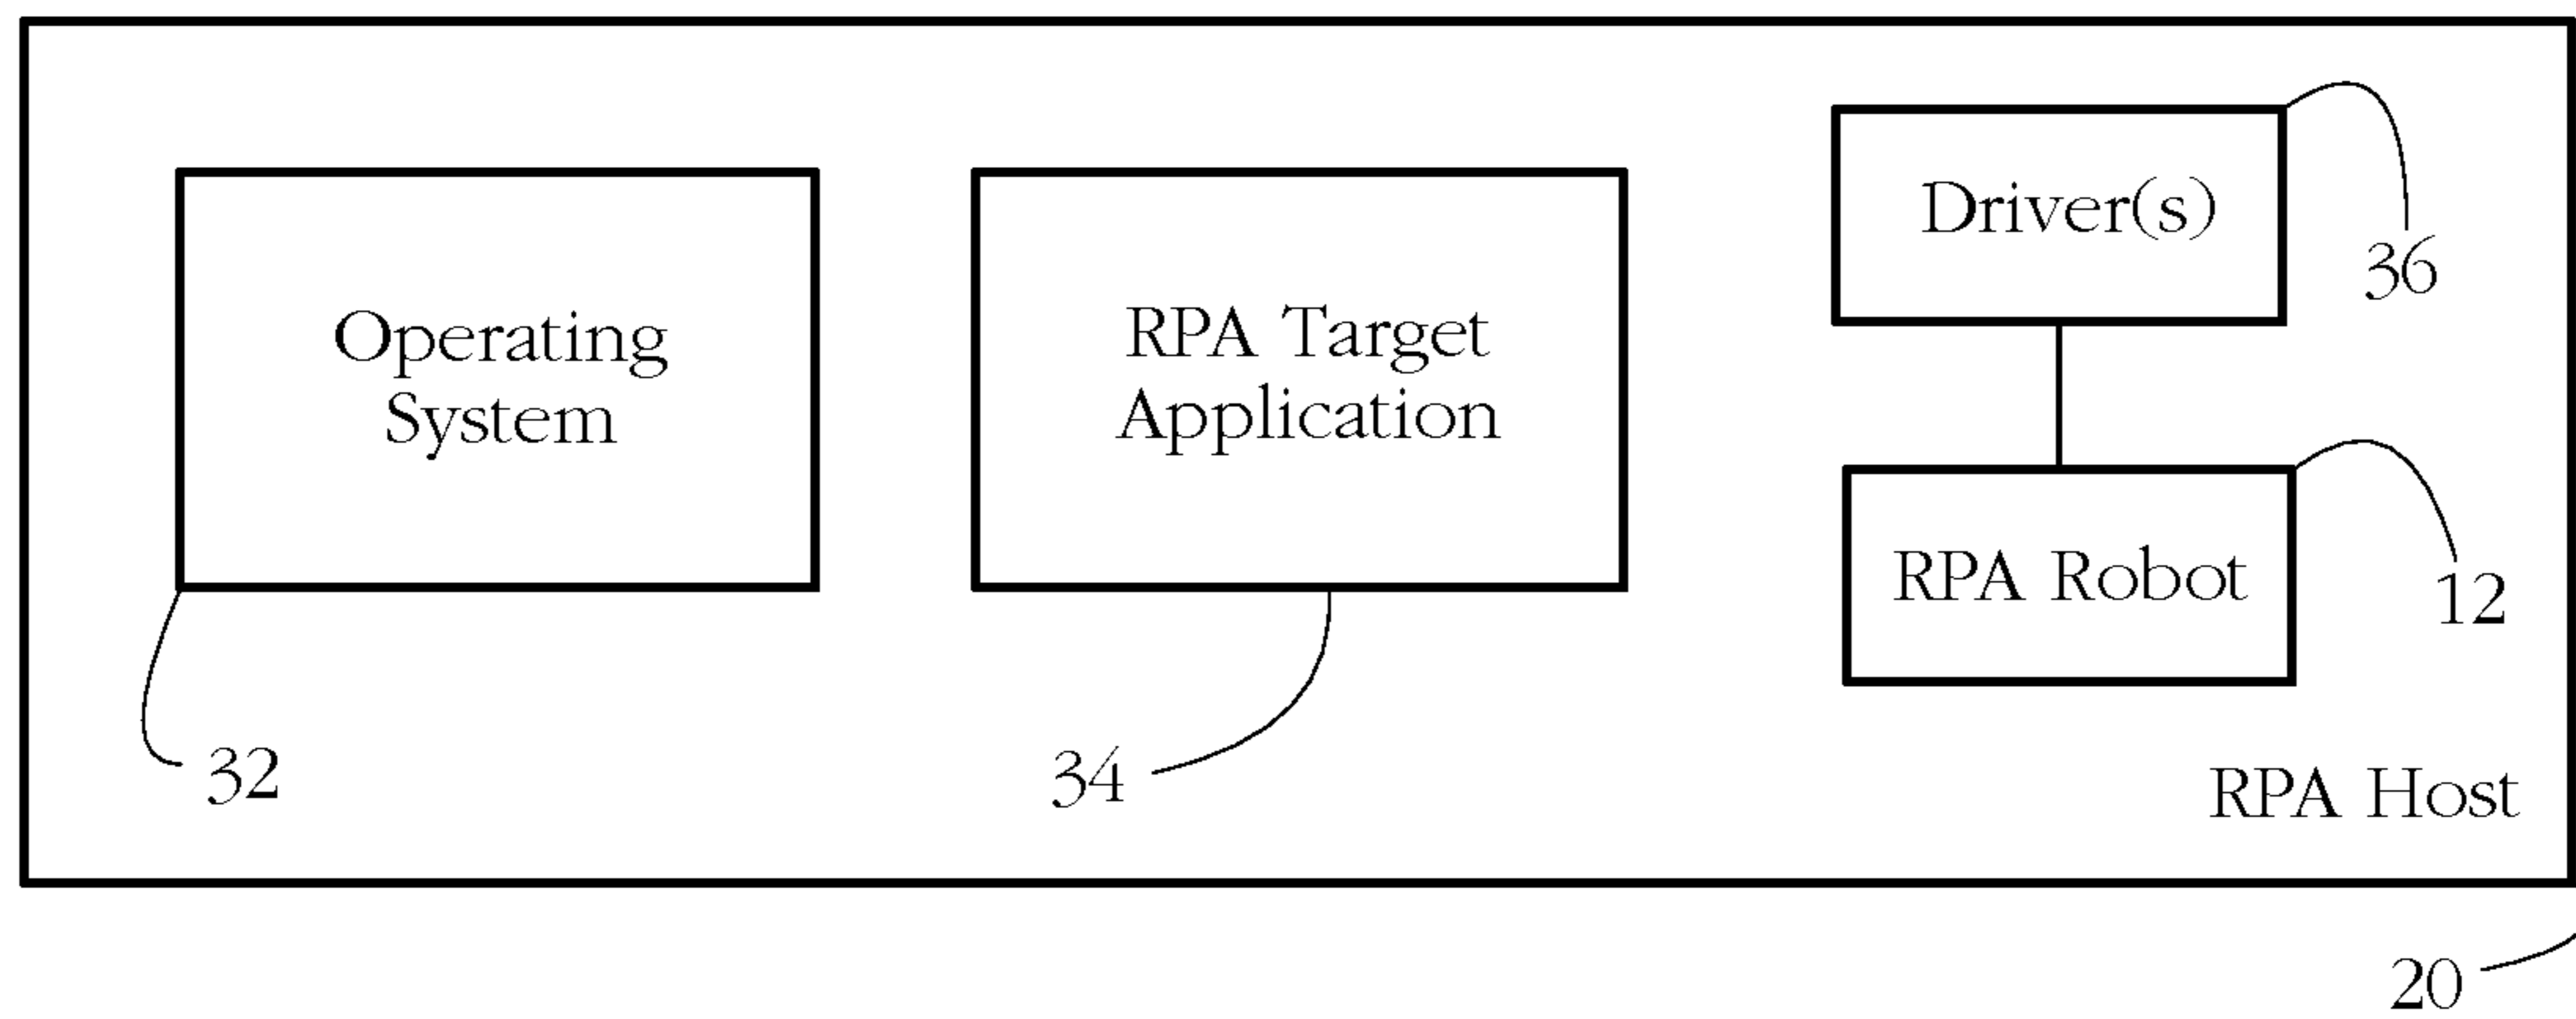 Operating
System
32
RPA Target
Application
34
Driver(s)
36
RPA Robot
12
RPA Host
20